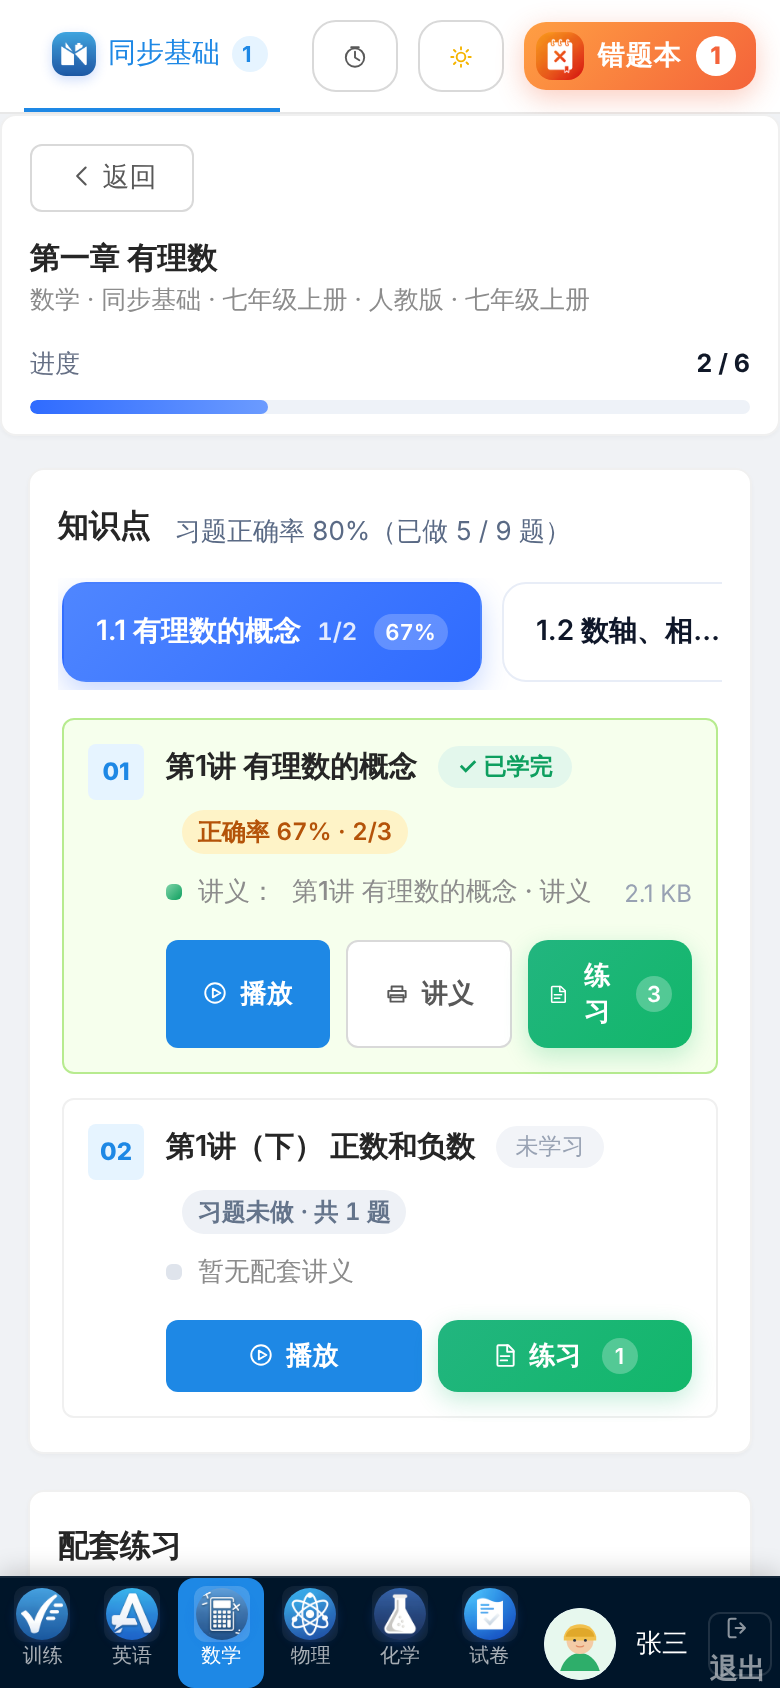 同步基础 1 错题本 1
返回
第一章 有理数
数学 · 同步基础 · 七年级上册 · 人教版 · 七年级上册
进度 2 / 6
知识点 习题正确率 80%（已做 5 / 9 题）
1.1 有理数的概念 1/2 67% 1.2 数轴、相...
01 第1讲 有理数的概念 已学完
正确率 67% · 2/3
讲义： 第1讲 有理数的概念 · 讲义 2.1 KB
播放 讲义 练习 3
02 第1讲（下） 正数和负数 未学习
习题未做 · 共 1 题
暂无配套讲义
播放 练习 1
配套练习
训练 英语 数学 物理 化学 试卷 张三 退出